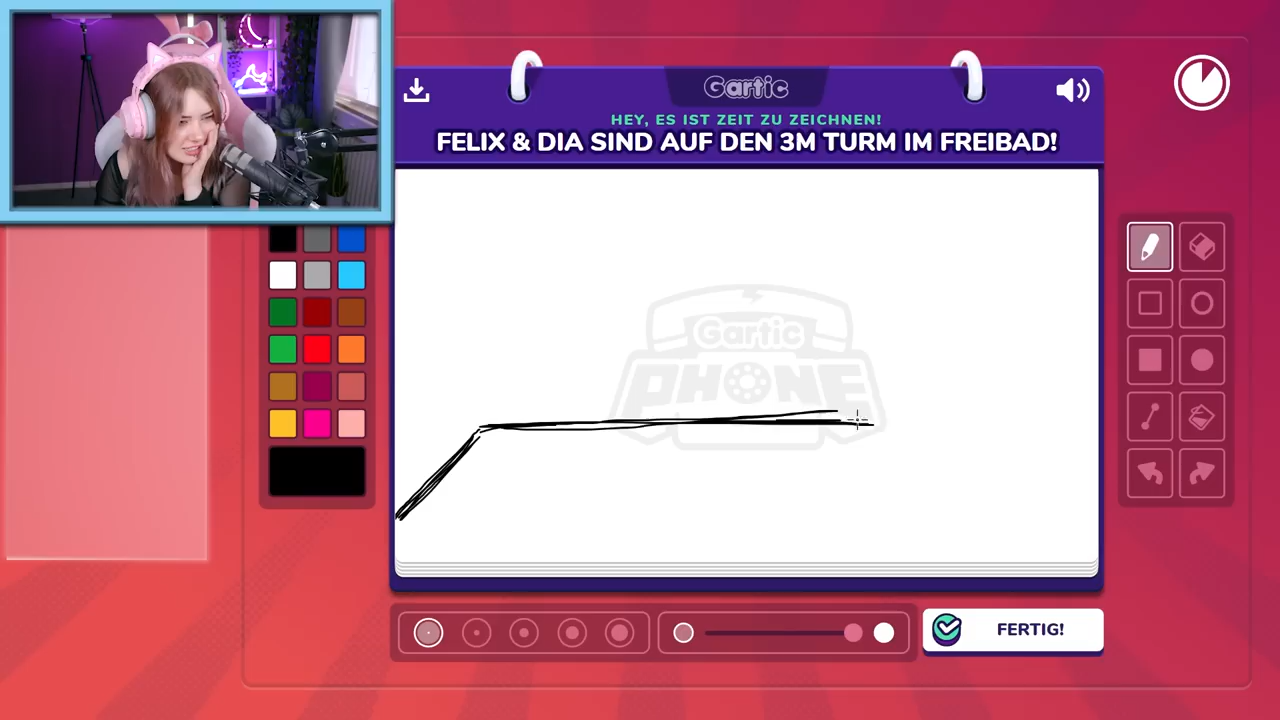 Gartic
HEY, ES IST ZEIT ZU ZEICHNEN!
FELIX & DIA SIND AUF DEN 3M TURM IM FREIBAD!
Gartic
PHONE
FERTIG!